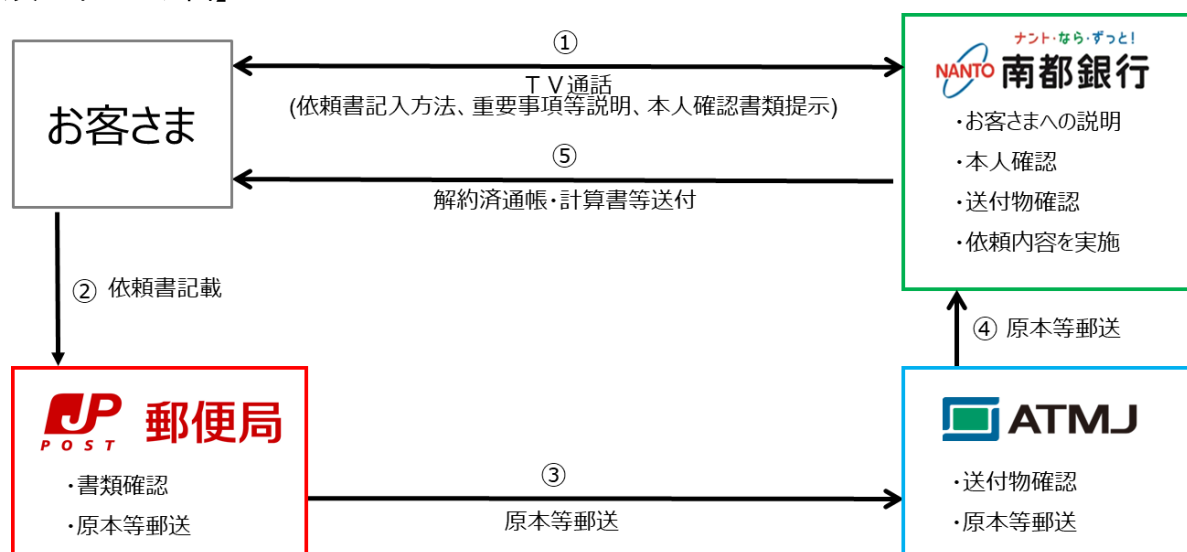 ①
ＴＶ通話
(依頼書記入方法、重要事項等説明、本人確認書類提示)
お客さま
ナント・なら・ずっと!
NANTO 南都銀行
・お客さまへの説明
・本人確認
・送付物確認
・依頼内容を実施
⑤
解約済通帳・計算書等送付
② 依頼書記載
④ 原本等郵送
JP POST 郵便局
・書類確認
・原本等郵送
③
原本等郵送
ATMJ
・送付物確認
・原本等郵送